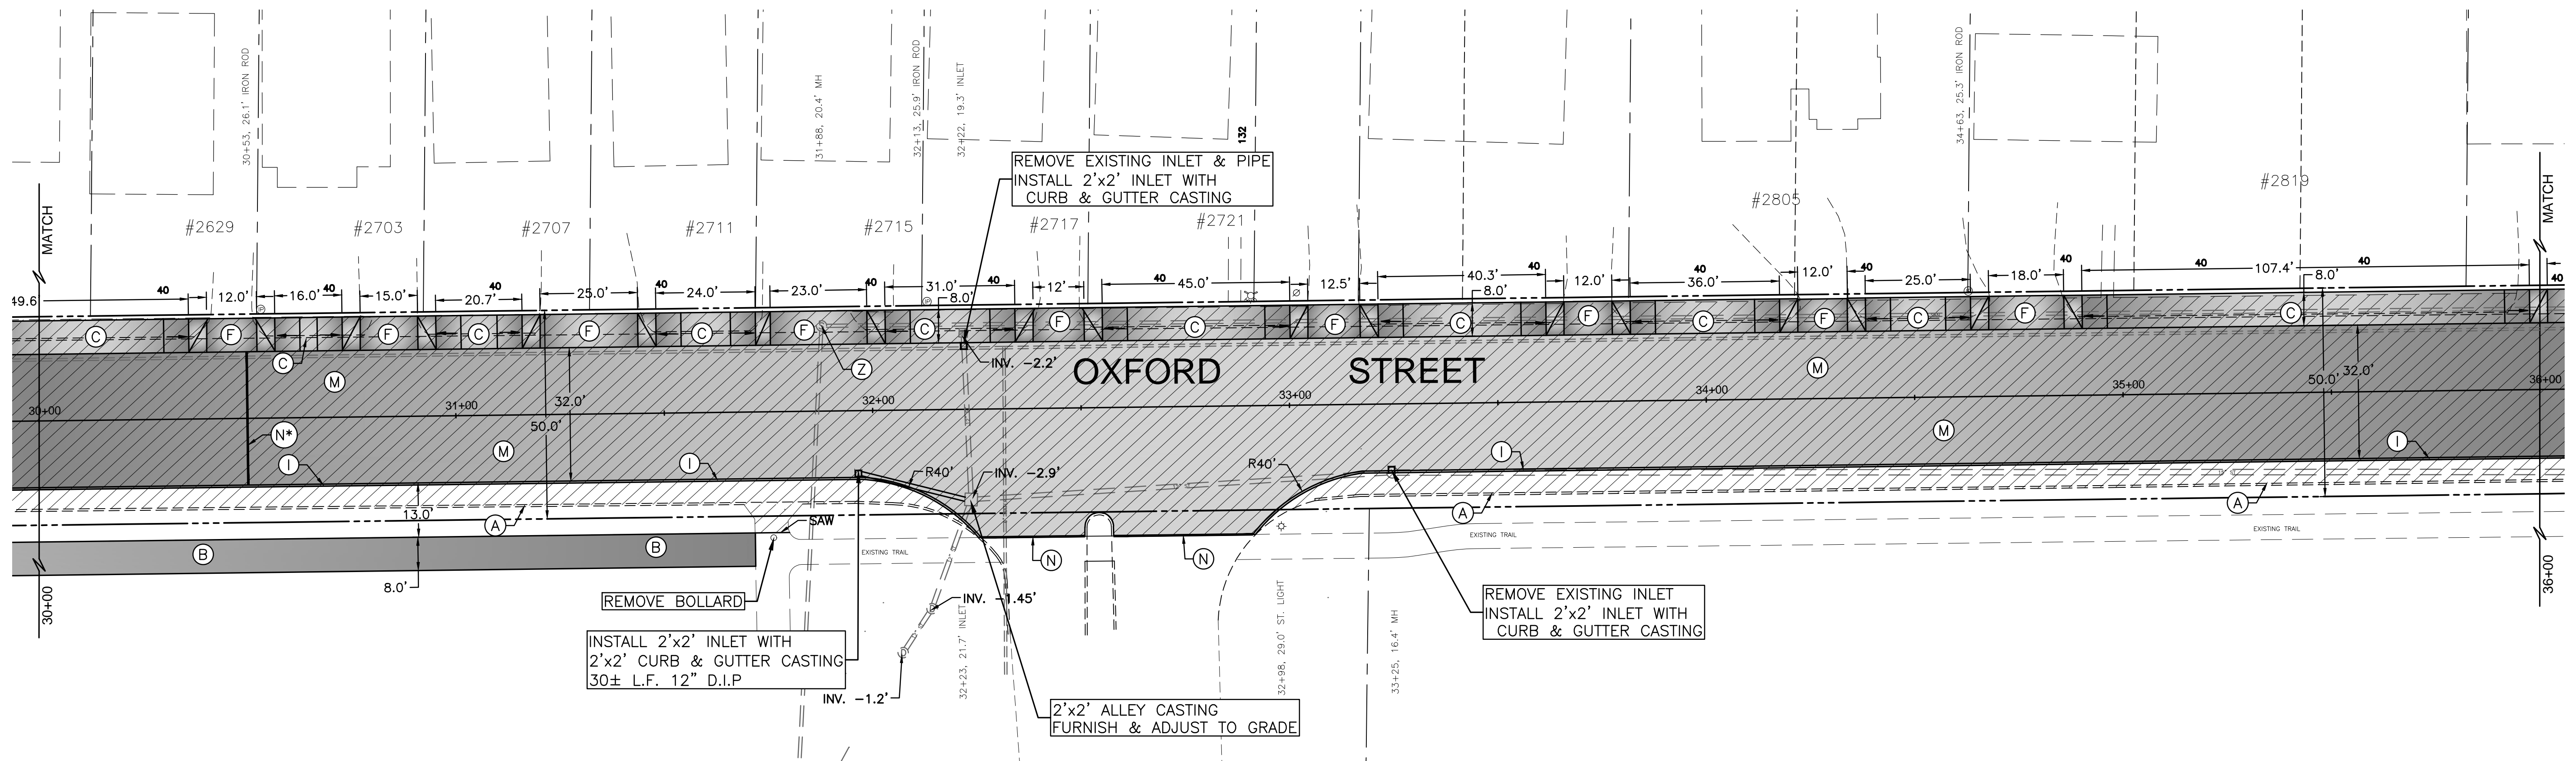 30+53, 26.1' IRON ROD
31+88, 20.4' MH
32+13, 25.9' IRON ROD
32+22, 19.3' INLET
132
34+63, 25.3' IRON ROD
REMOVE EXISTING INLET & PIPE
INSTALL 2'x2' INLET WITH
CURB & GUTTER CASTING
MATCH
#2629
#2703
#2707
#2711
#2715
#2717
#2721
#2805
#2819
MATCH
49.6
40
12.0'
16.0'
40
15.0'
40
20.7'
40
25.0'
40
24.0'
23.0'
40
31.0'
40
8.0'
12'
40
45.0'
12.5'
40.3'
40
8.0'
12.0'
40
36.0'
40
12.0'
40
25.0'
40
18.0'
40
40
107.4'
40
8.0'
40
C
F
C
F
C
F
C
F
C
F
C
F
C
F
C
F
C
F
C
Z
INV. -2.2'
OXFORD STREET
M
M
30+00
31+00
32+00
33+00
34+00
35+00
36+00
32.0'
50.0'
50.0'
32.0'
N*
M
M
I
I
I
I
R40'
INV. -2.9'
R40'
13.0'
A
SAW
A
A
B
B
8.0'
EXISTING TRAIL
N
N
EXISTING TRAIL
EXISTING TRAIL
30+00
36+00
REMOVE BOLLARD
INV. -1.45'
INSTALL 2'x2' INLET WITH
2'x2' CURB & GUTTER CASTING
30± L.F. 12" D.I.P
INV. -1.2'
32+23, 21.7' INLET
32+98, 29.0' ST. LIGHT
33+25, 16.4' MH
REMOVE EXISTING INLET
INSTALL 2'x2' INLET WITH
CURB & GUTTER CASTING
2'x2' ALLEY CASTING
FURNISH & ADJUST TO GRADE